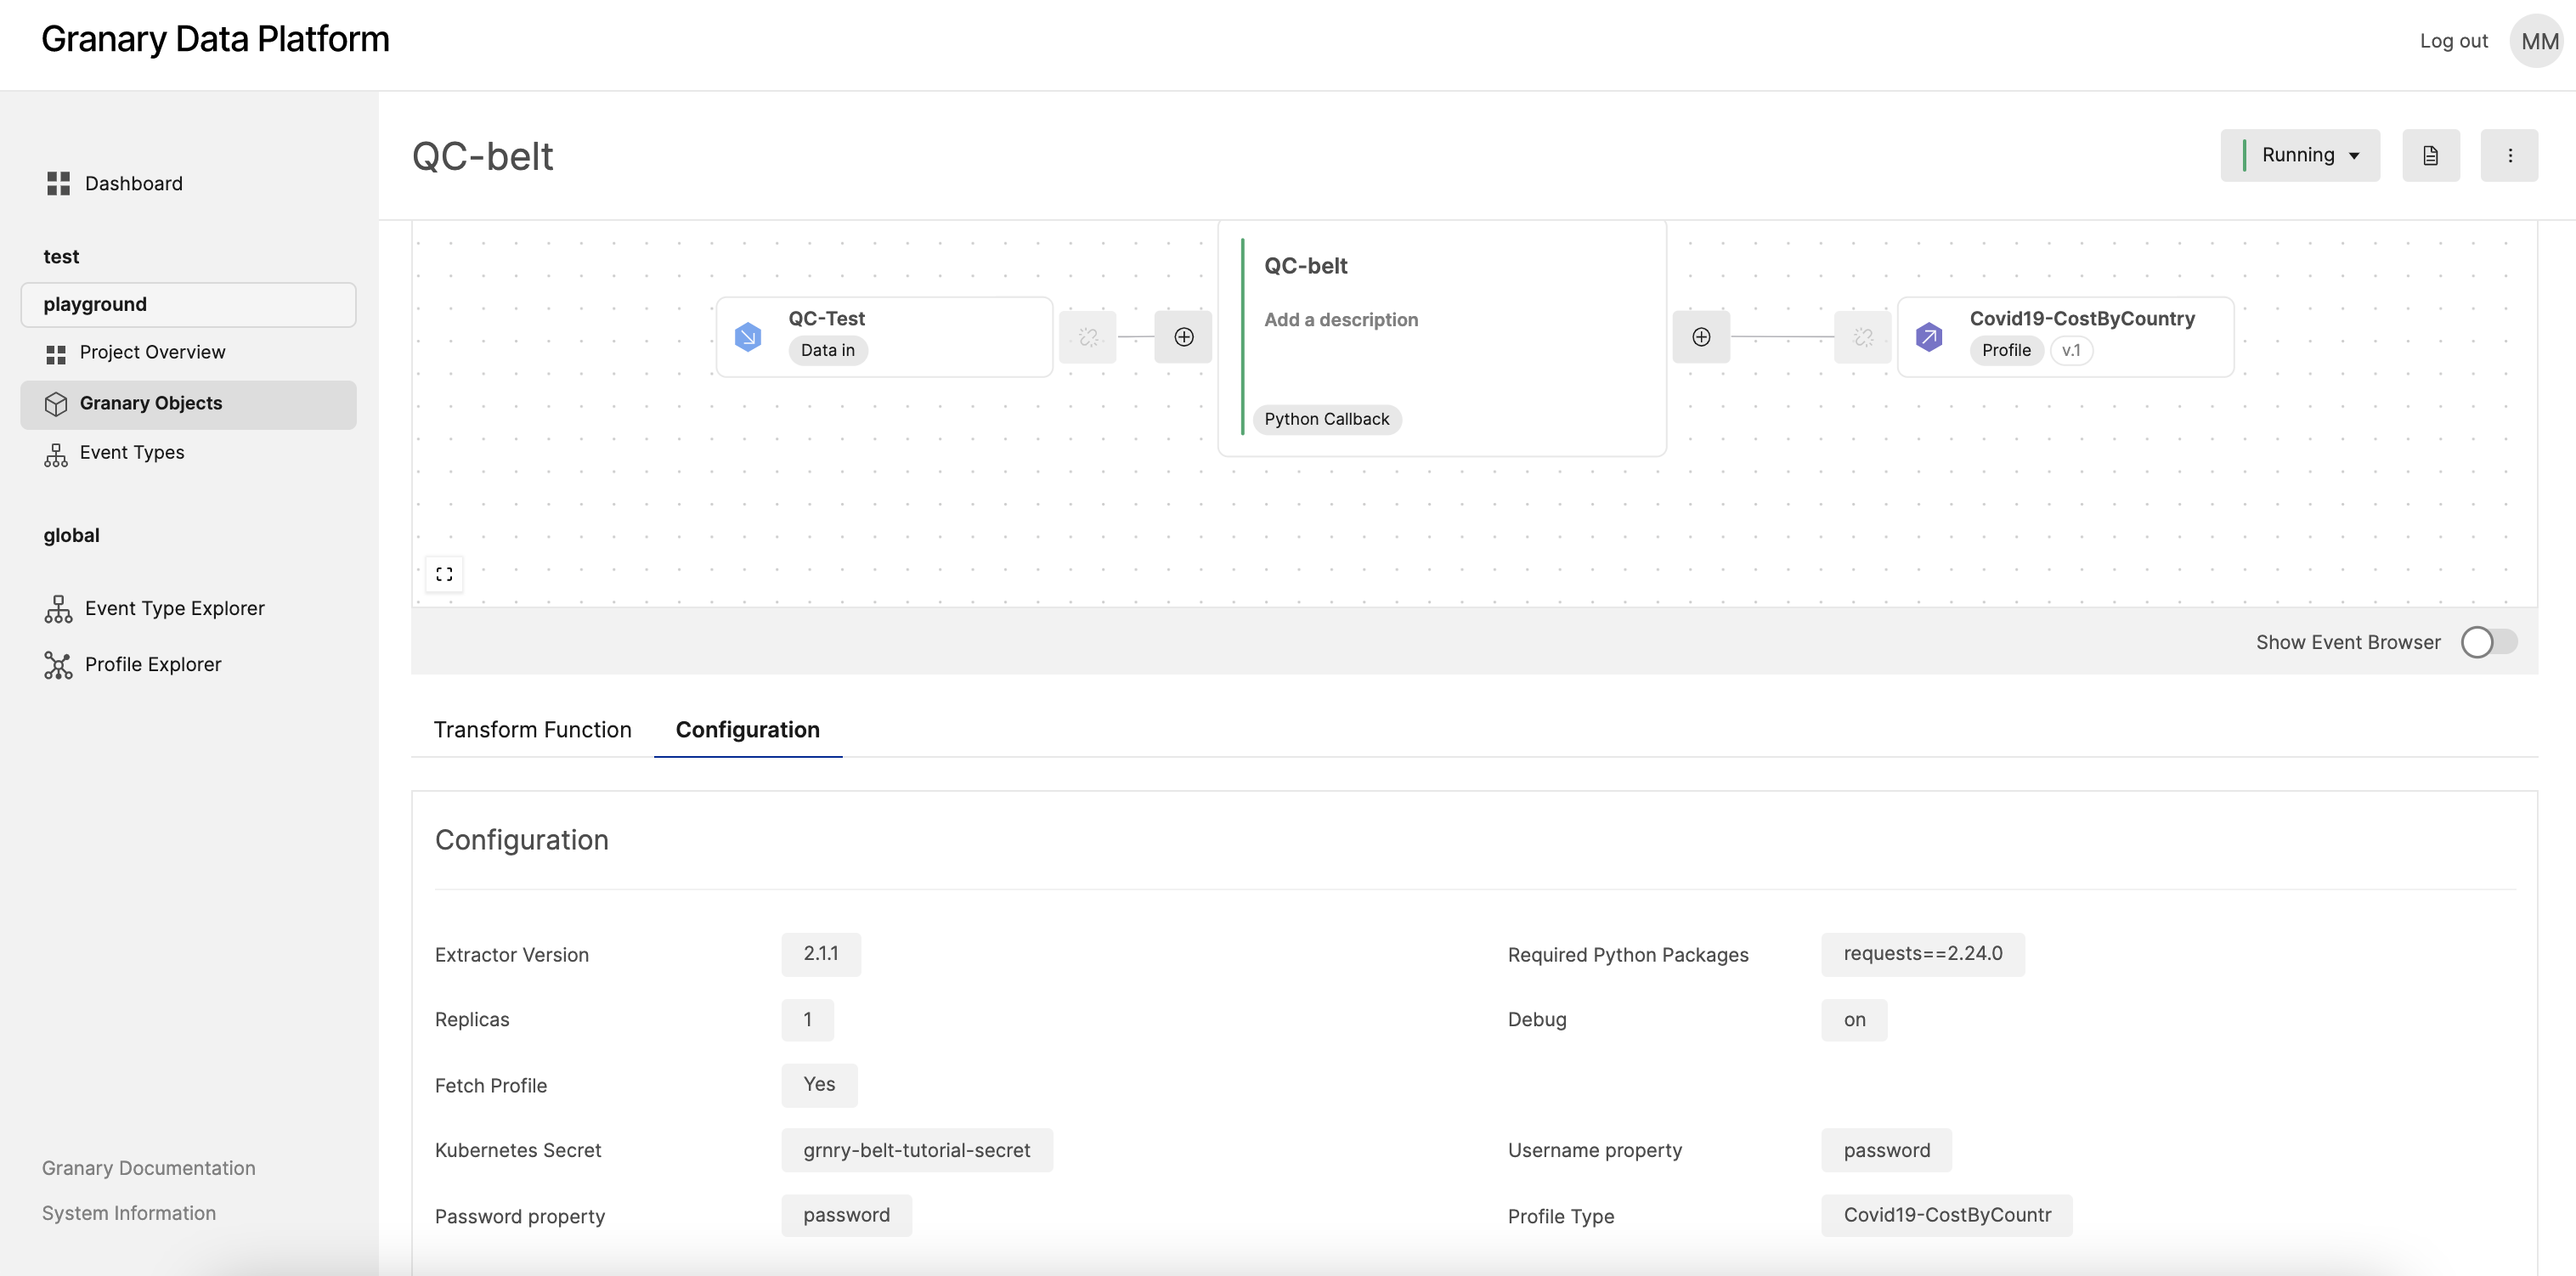 Granary Data Platform
Log out
MM
Dashboard
test
playground
Project Overview
Granary Objects
Event Types
global
Event Type Explorer
Profile Explorer
Granary Documentation
System Information
QC-belt
Running
QC-Test
Data in
QC-belt
Add a description
Python Callback
Covid19-CostByCountry
Profile v.1
Show Event Browser
Transform Function Configuration
Configuration
Extractor Version 2.1.1 Required Python Packages requests==2.24.0
Replicas 1 Debug on
Fetch Profile Yes
Kubernetes Secret grnry-belt-tutorial-secret Username property password
Password property password Profile Type Covid19-CostByCountr